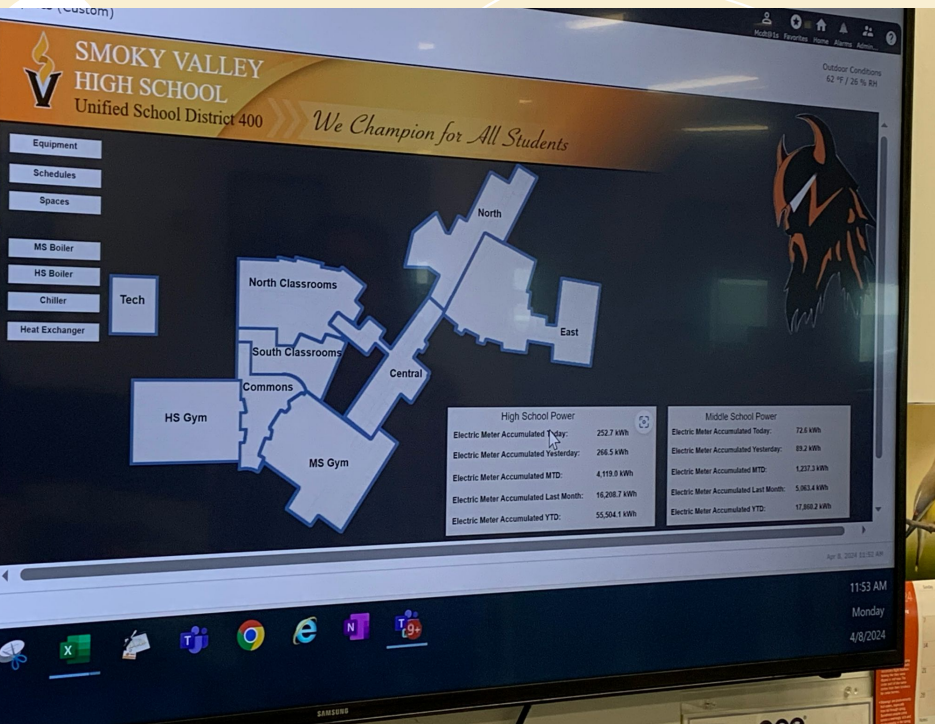 (Custom)
Favorites Home Alarms Admin...
Outdoor Conditions
62 °F / 26 % RH
SMOKY VALLEY
HIGH SCHOOL
Unified School District 400
We Champion for All Students
Equipment
Schedules
Spaces
MS Boiler
HS Boiler
Chiller
Heat Exchanger
Tech
North
North Classrooms
East
South Classrooms
Central
Commons
HS Gym
MS Gym
High School Power
Electric Meter Accumulated Today: 252.7 kWh
Electric Meter Accumulated Yesterday: 266.5 kWh
Electric Meter Accumulated MTD: 4,119.0 kWh
Electric Meter Accumulated Last Month: 16,208.7 kWh
Electric Meter Accumulated YTD: 55,504.1 kWh
Middle School Power
Electric Meter Accumulated Today: 72.6 kWh
Electric Meter Accumulated Yesterday: 89.2 kWh
Electric Meter Accumulated MTD: 1,237.3 kWh
Electric Meter Accumulated Last Month: 5,063.4 kWh
Electric Meter Accumulated YTD: 17,860.2 kWh
11:53 AM
Monday
4/8/2024
9+
SAMSUNG